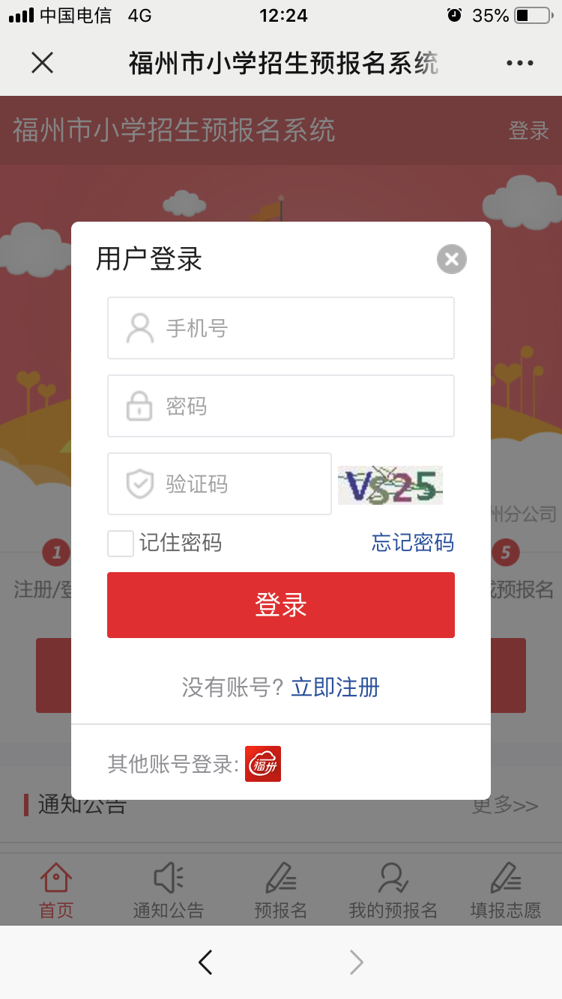 中国电信 4G 12:24 35%
福州市小学招生预报名系统
福州市小学招生预报名系统 登录
用户登录
手机号
密码
验证码 VS25
州分公司
记住密码 忘记密码
1 5
注册/登 成预报名
登录
没有账号? 立即注册
其他账号登录: 福州
通知公告 更多>>
首页 通知公告 预报名 我的预报名 填报志愿